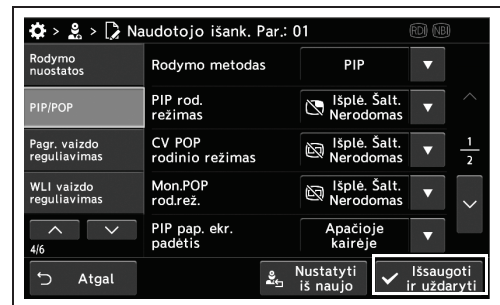 > > Naudotojo išank. Par.: 01 RDI NBI
Rodymo
nuostatos
Rodymo metodas
PIP
PIP/POP
PIP rod.
režimas
Išplė. Šalt.
Nerodomas
Pagr. vaizdo
reguliavimas
CV POP
rodinio režimas
Išplė. Šalt.
Nerodomas
1
2
WLI vaizdo
reguliavimas
Mon.POP
rod.rež.
Išplė. Šalt.
Nerodomas
4/6
PIP pap. ekr.
padėtis
Apačioje
kairėje
Atgal
Nustatyti
iš naujo
Išsaugoti
ir uždaryti